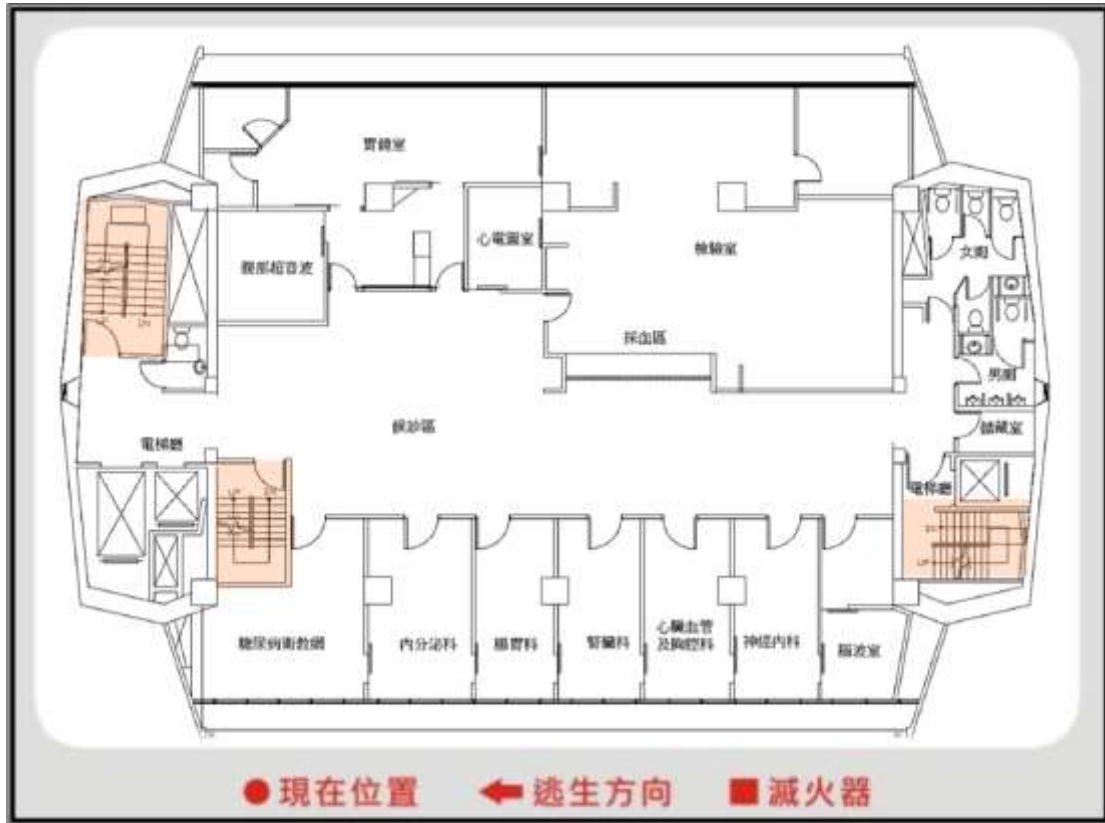 胃鏡室
心電圖室
腹部超音波
檢驗室
女廁
採血區
男廁
候診區
儲藏室
電梯廳
電梯廳
糖尿病衛教網
內分泌科
腸胃科
腎臟科
心臟血管
及胸腔科
神經內科
腦波室
●現在位置 ←逃生方向 ■滅火器